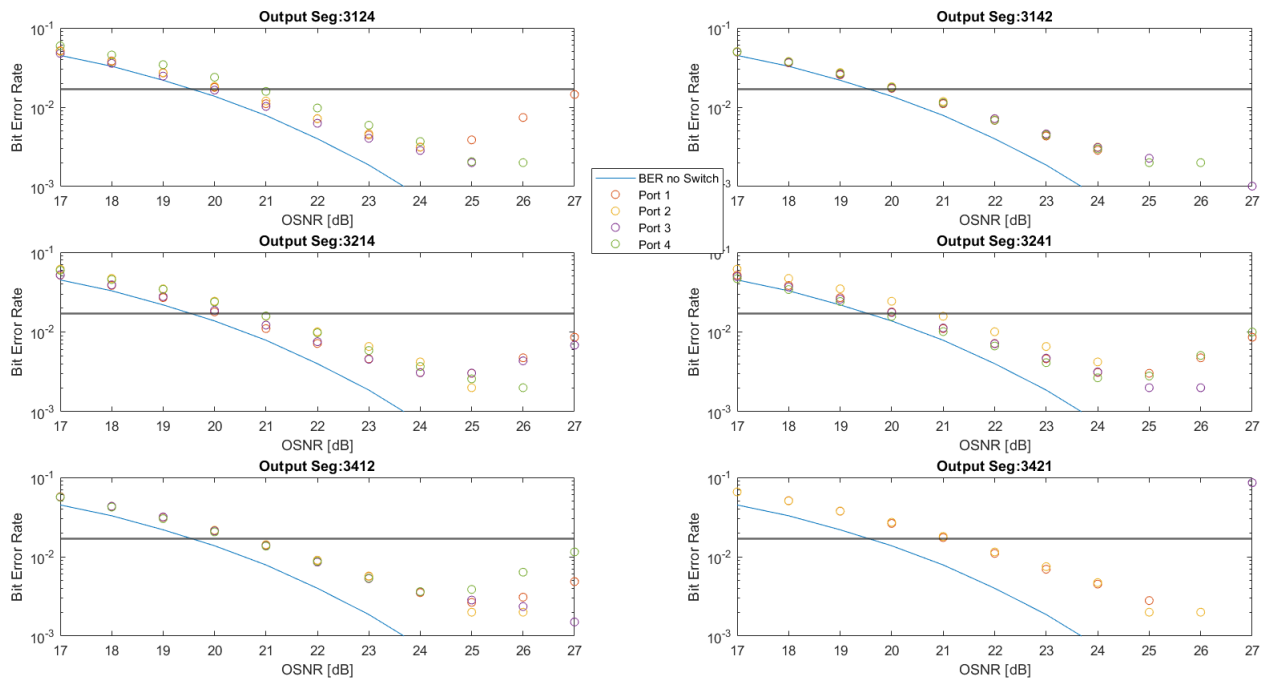 Output Seg:3124
10^-1
10^-2
10^-3
Bit Error Rate
17 18 19 20 21 22 23 24 25 26 27
OSNR [dB]
Output Seg:3142
10^-1
10^-2
10^-3
Bit Error Rate
17 18 19 20 21 22 23 24 25 26 27
OSNR [dB]
BER no Switch
Port 1
Port 2
Port 3
Port 4
Output Seg:3214
10^-1
10^-2
10^-3
Bit Error Rate
17 18 19 20 21 22 23 24 25 26 27
OSNR [dB]
Output Seg:3241
10^-1
10^-2
10^-3
Bit Error Rate
17 18 19 20 21 22 23 24 25 26 27
OSNR [dB]
Output Seg:3412
10^-1
10^-2
10^-3
Bit Error Rate
17 18 19 20 21 22 23 24 25 26 27
OSNR [dB]
Output Seg:3421
10^-1
10^-2
10^-3
Bit Error Rate
17 18 19 20 21 22 23 24 25 26 27
OSNR [dB]